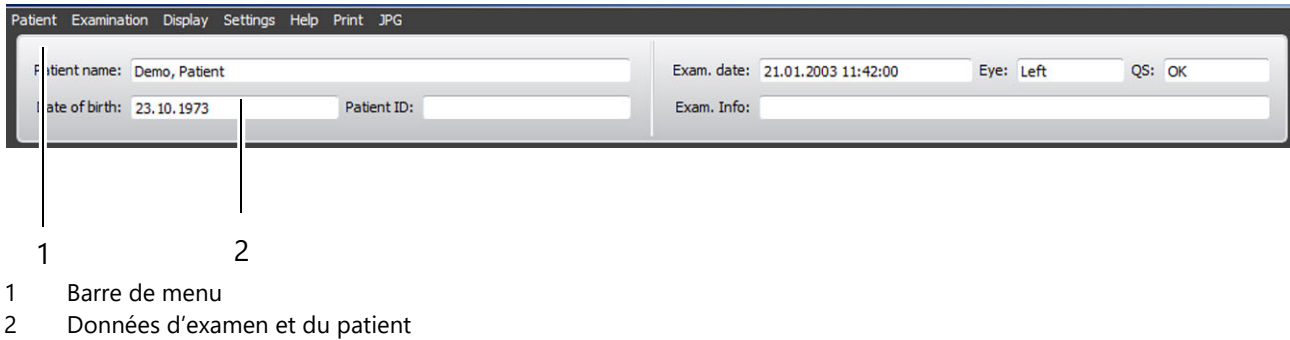 Patient Examination Display Settings Help Print JPG
Patient name: Demo, Patient Exam. date: 21.01.2003 11:42:00 Eye: Left QS: OK
Date of birth: 23.10.1973 Patient ID: Exam. Info:
1 2
1 Barre de menu
2 Données d’examen et du patient